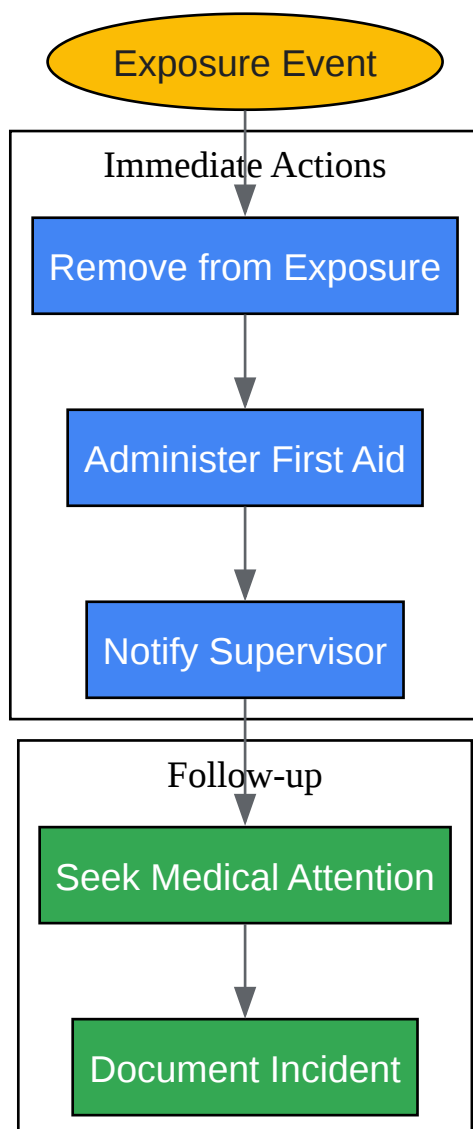 Exposure Event
Immediate Actions
Remove from Exposure
Administer First Aid
Notify Supervisor
Follow-up
Seek Medical Attention
Document Incident